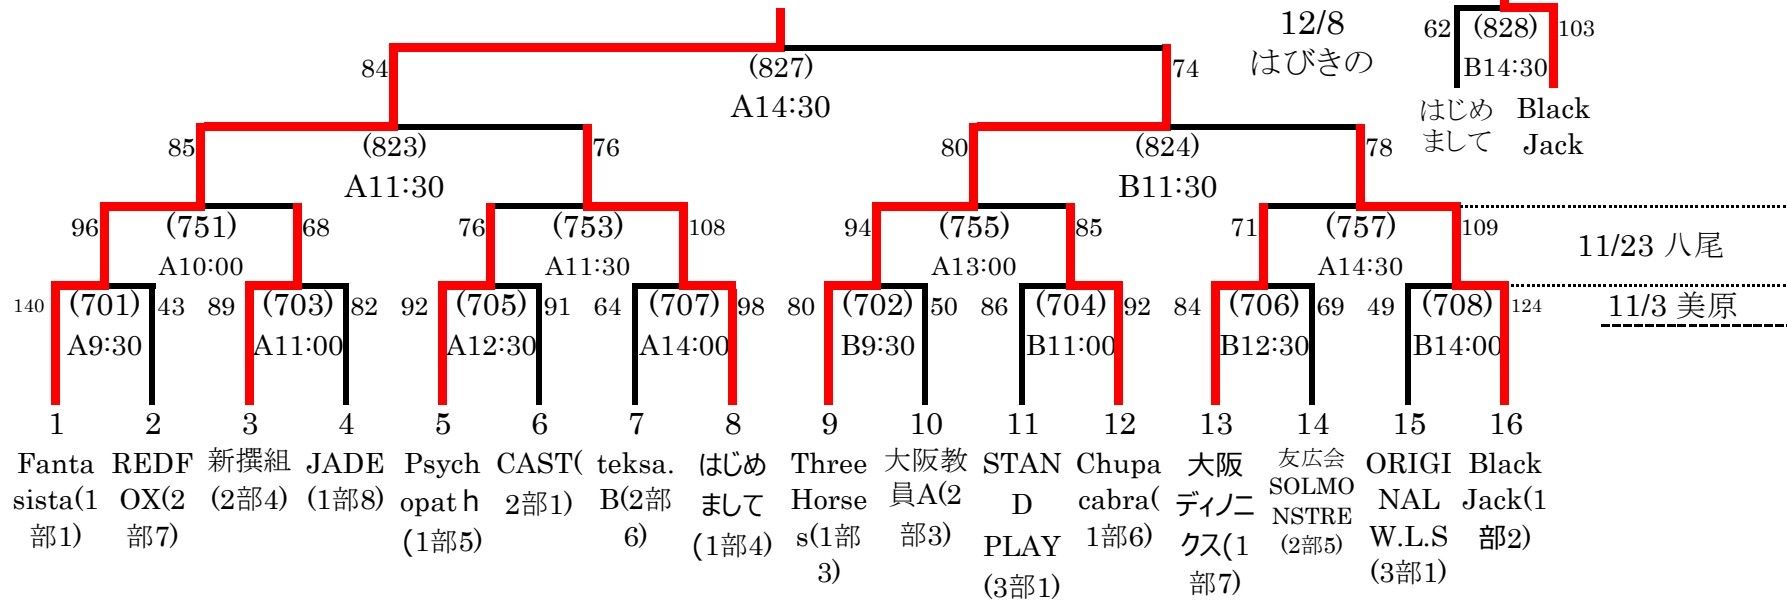 12/8
はびきの
62 (828) 103
B14:30
はじめ
まして
Black
Jack
84 (827) 74
A14:30
85 (823) 76
A11:30
80 (824) 78
B11:30
96 (751) 68
A10:00
76 (753) 108
A11:30
94 (755) 85
A13:00
71 (757) 109
A14:30
11/23 八尾
140 (701) 43
A9:30
89 (703) 82
A11:00
92 (705) 91
A12:30
64 (707) 98
A14:00
80 (702) 50
B9:30
86 (704) 92
B11:00
84 (706) 69
B12:30
49 (708) 124
B14:00
11/3 美原
1
Fanta
sista(1
部1)
2
REDF
OX(2
部7)
3
新撰組
(2部4)
4
JADE
(1部8)
5
Psych
opath
(1部5)
6
CAST(
2部1)
7
teksa.
B(2部
6)
8
はじめ
まして
(1部4)
9
Three
Horse
s(1部
3)
10
大阪教
員A(2
部3)
11
STAN
D
PLAY
(3部1)
12
Chupa
cabra(
1部6)
13
大阪
ディノニ
クス(1
部7)
14
友広会
SOLMO
NSTRE
(2部5)
15
ORIGI
NAL
W.L.S
(3部1)
16
Black
Jack(1
部2)